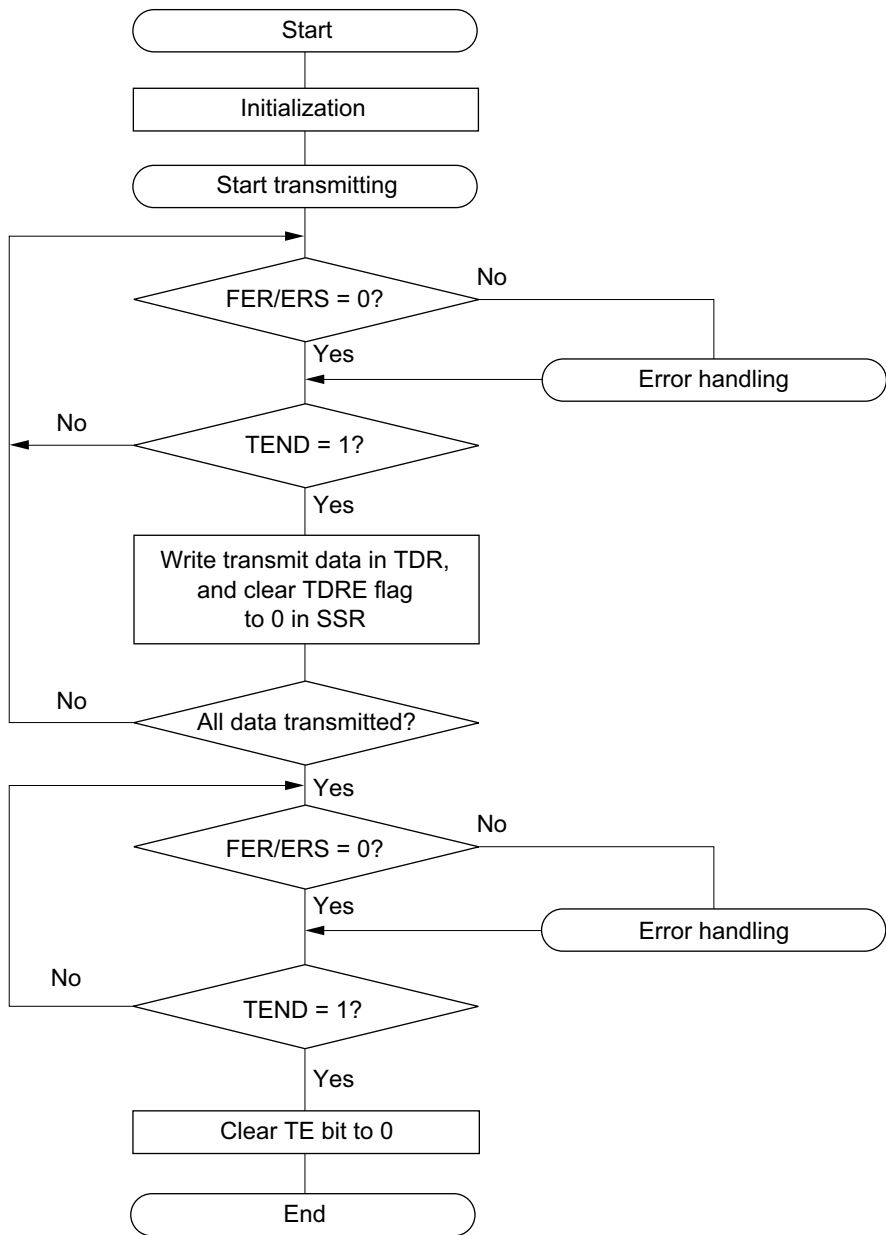 Start
Initialization
Start transmitting
FER/ERS = 0?
No
Yes
Error handling
No
TEND = 1?
Yes
Write transmit data in TDR,
and clear TDRE flag
to 0 in SSR
No
All data transmitted?
Yes
FER/ERS = 0?
No
Yes
Error handling
No
TEND = 1?
Yes
Clear TE bit to 0
End